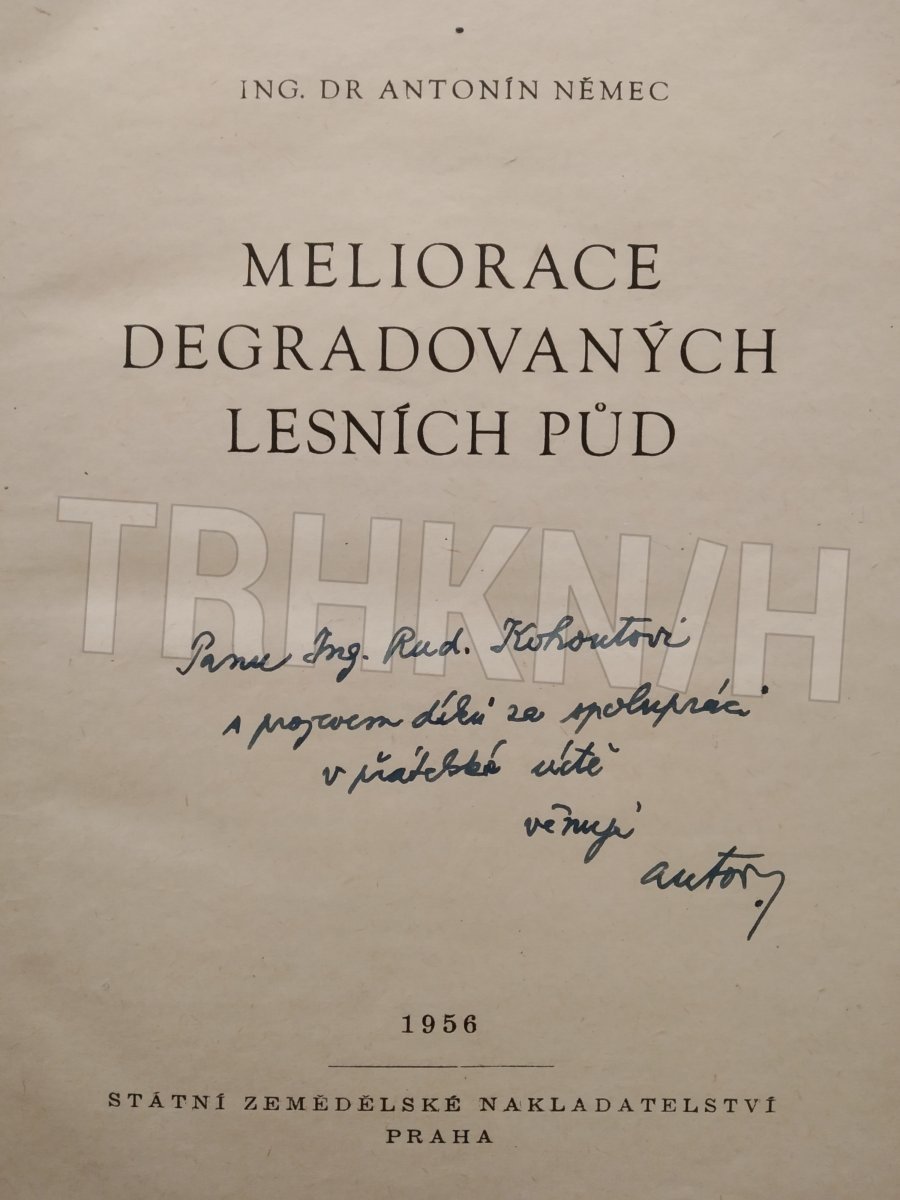 ING. DR ANTONÍN NĚMEC
MELIORACE
DEGRADOVANÝCH
LESNÍCH PŮD
TRHKNIH
Panu Ing. Rud. Kohoutovi
s projevem díků za spolupráci
v přátelské úctě
věnuji
autor
1956
STÁTNÍ ZEMĚDĚLSKÉ NAKLADATELSTVÍ
PRAHA